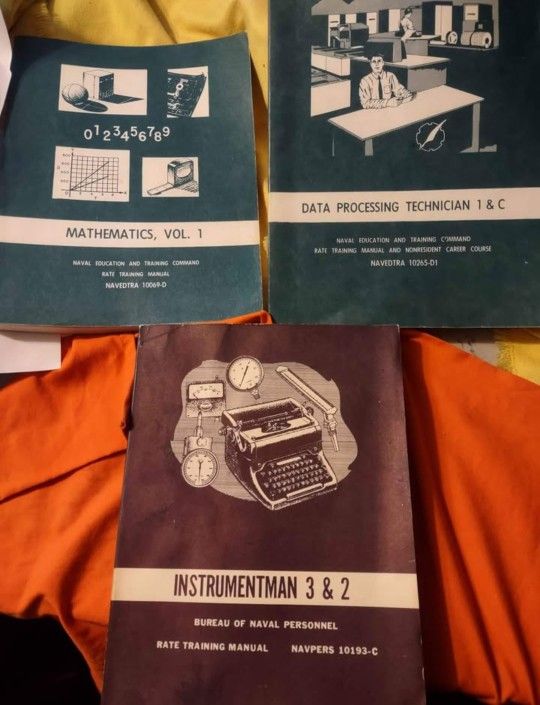 0123456789
MATHEMATICS, VOL. 1
NAVAL EDUCATION AND TRAINING COMMAND
RATE TRAINING MANUAL
NAVEDTRA 10069-D
DATA PROCESSING TECHNICIAN 1 & C
NAVAL EDUCATION AND TRAINING COMMAND
RATE TRAINING MANUAL AND NONRESIDENT CAREER COURSE
NAVEDTRA 10265-D1
INSTRUMENTMAN 3 & 2
BUREAU OF NAVAL PERSONNEL
RATE TRAINING MANUAL NAVPERS 10193-C